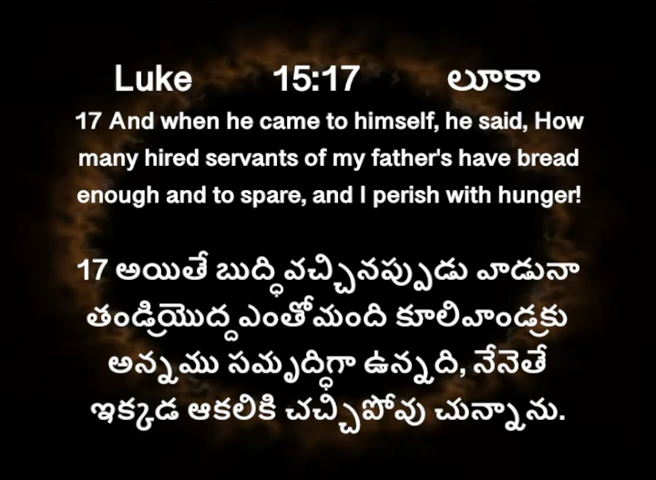 Luke 15:17 లూకా
17 And when he came to himself, he said, How
many hired servants of my father's have bread
enough and to spare, and I perish with hunger!
17 అయితే బుద్ధి వచ్చినప్పుడు వాడునా
తండ్రియొద్ద ఎంతోమంది కూలివాండ్రకు
అన్నము సమృద్ధిగా ఉన్నది, నేనెతే
ఇక్కడ ఆకలికి చచ్చిపోవు చున్నాను.